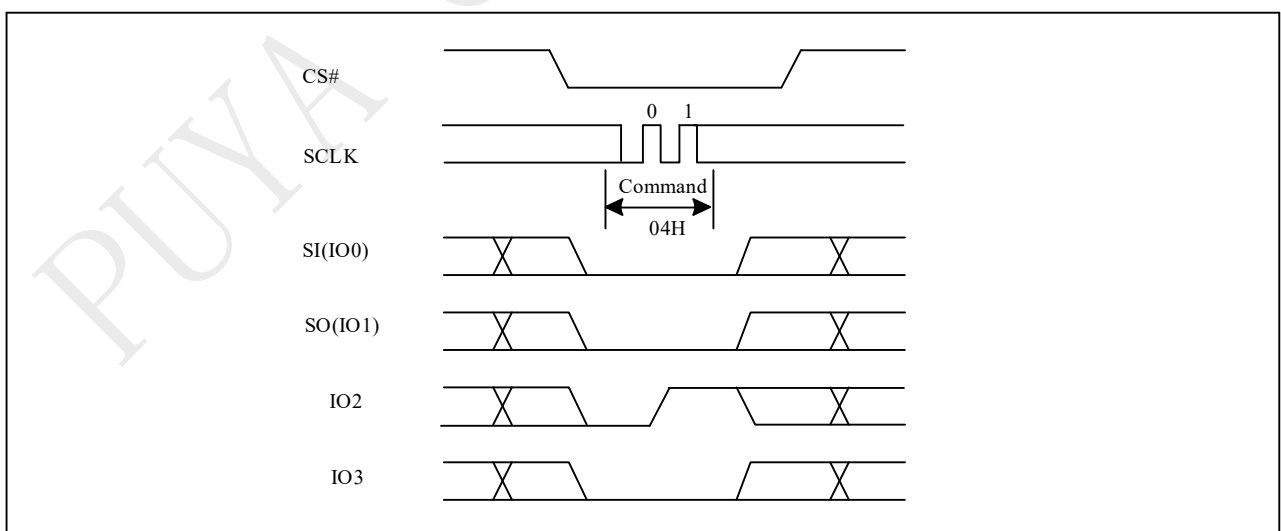 PUYA
CS#
0 1
SCLK
Command
04H
SI(IO0)
SO(IO1)
IO2
IO3